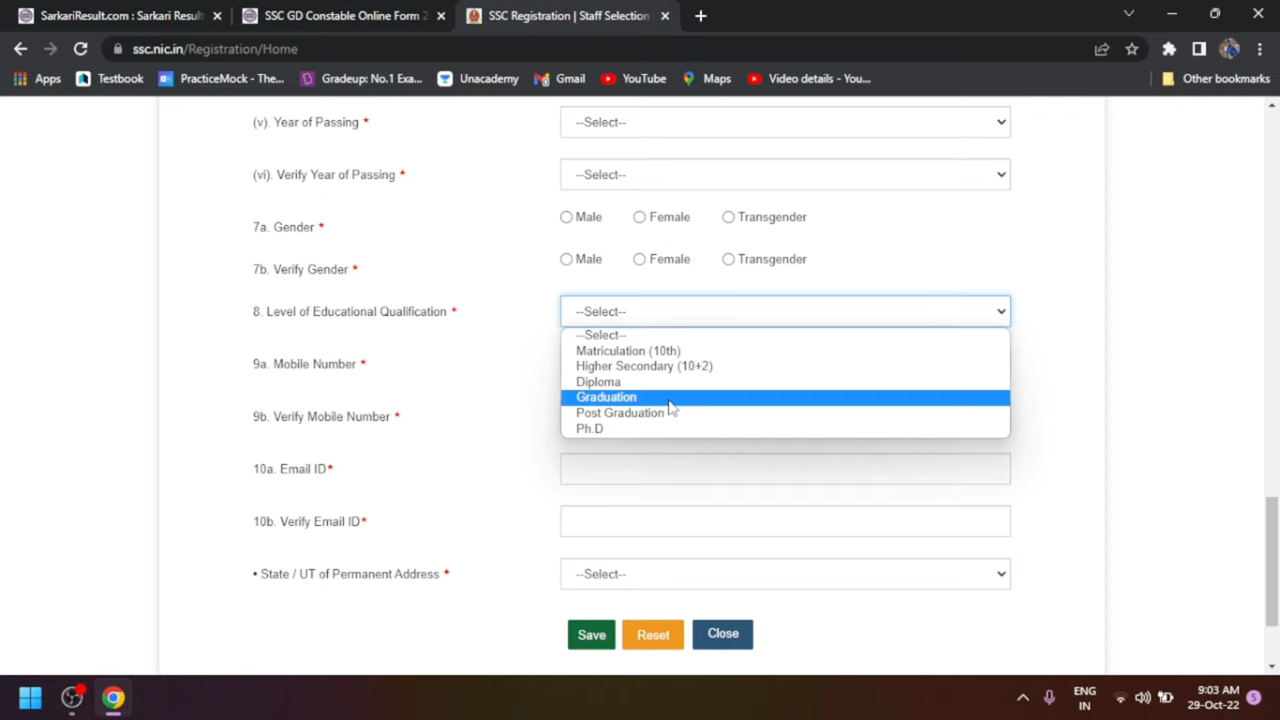 SarkariResult.com : Sarkari Result
SSC GD Constable Online Form 2
SSC Registration | Staff Selection
ssc.nic.in/Registration/Home
Apps
Testbook
PracticeMock - The...
Gradeup: No.1 Exa...
Unacademy
Gmail
YouTube
Maps
Video details - You...
Other bookmarks
(v). Year of Passing *
--Select--
(vi). Verify Year of Passing *
--Select--
7a. Gender *
Male Female Transgender
7b. Verify Gender *
Male Female Transgender
8. Level of Educational Qualification *
--Select--
--Select--
Matriculation (10th)
Higher Secondary (10+2)
Diploma
Graduation
Post Graduation
Ph.D
9a. Mobile Number *
9b. Verify Mobile Number *
10a. Email ID*
10b. Verify Email ID*
• State / UT of Permanent Address *
--Select--
Save
Reset
Close
ENG
IN
9:03 AM
29-Oct-22
5